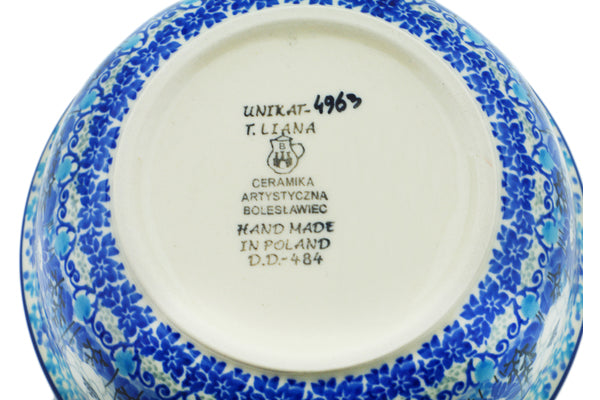 UNIKAT-4963
T. LIANA
B
CERAMIKA
ARTYSTYCZNA
BOLESŁAWIEC
HAND MADE
IN POLAND
D.D.-484